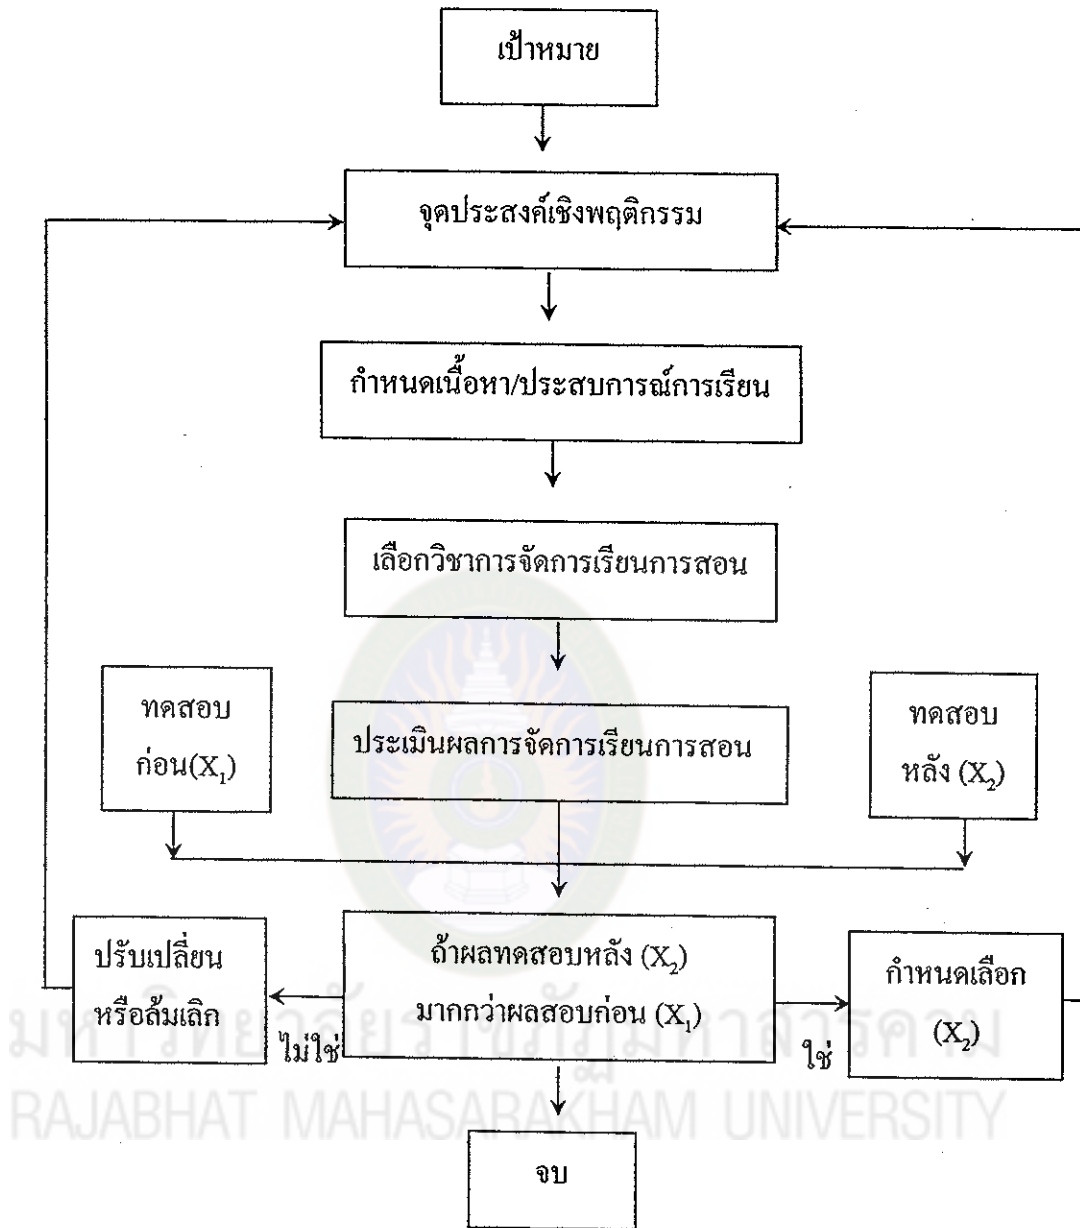 เป้าหมาย
จุดประสงค์เชิงพฤติกรรม
กำหนดเนื้อหา/ประสบการณ์การเรียน
เลือกวิชาการจัดการเรียนการสอน
ทดสอบ
ก่อน(X₁)
ประเมินผลการจัดการเรียนการสอน
ทดสอบ
หลัง (X₂)
ปรับเปลี่ยน
หรือล้มเลิก
ไม่ใช่
ถ้าผลทดสอบหลัง (X₂)
มากกว่าผลสอบก่อน (X₁)
ใช่
กำหนดเลือก
(X₂)
มหาวิทยาลัยราชภัฏมหาสารคาม
RAJABHAT MAHASARAKHAM UNIVERSITY
จบ